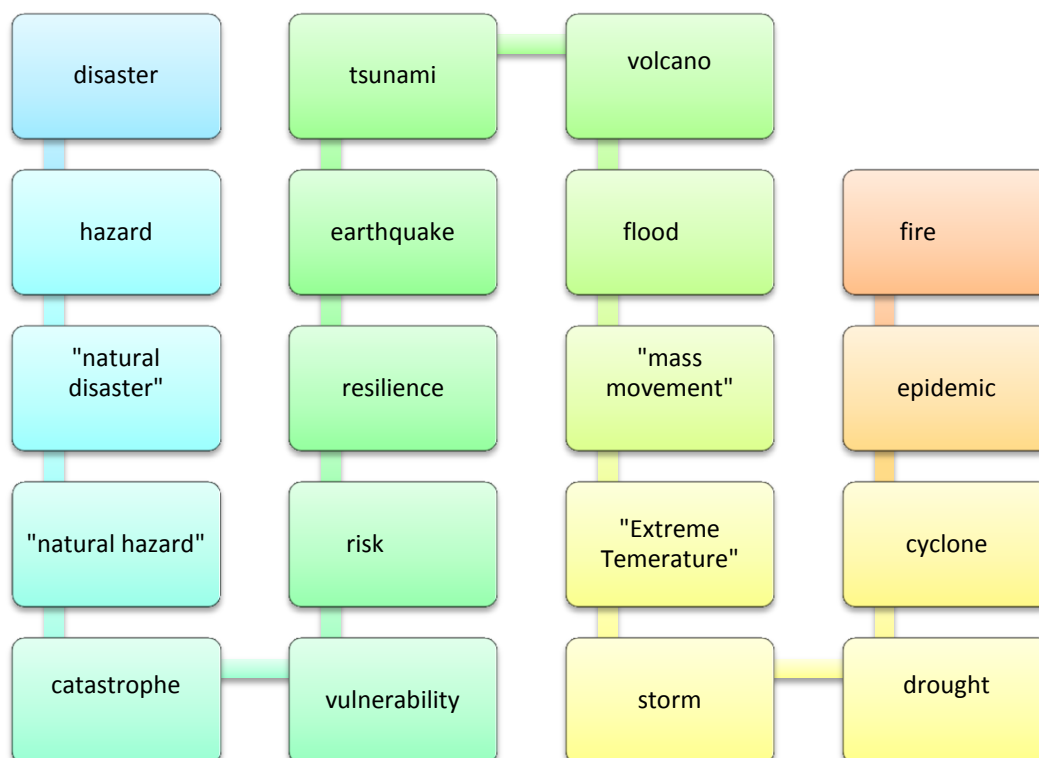 disaster
hazard
"natural
disaster"
"natural hazard"
catastrophe
vulnerability
risk
resilience
earthquake
tsunami
volcano
flood
"mass
movement"
"Extreme
Temerature"
storm
drought
cyclone
epidemic
fire